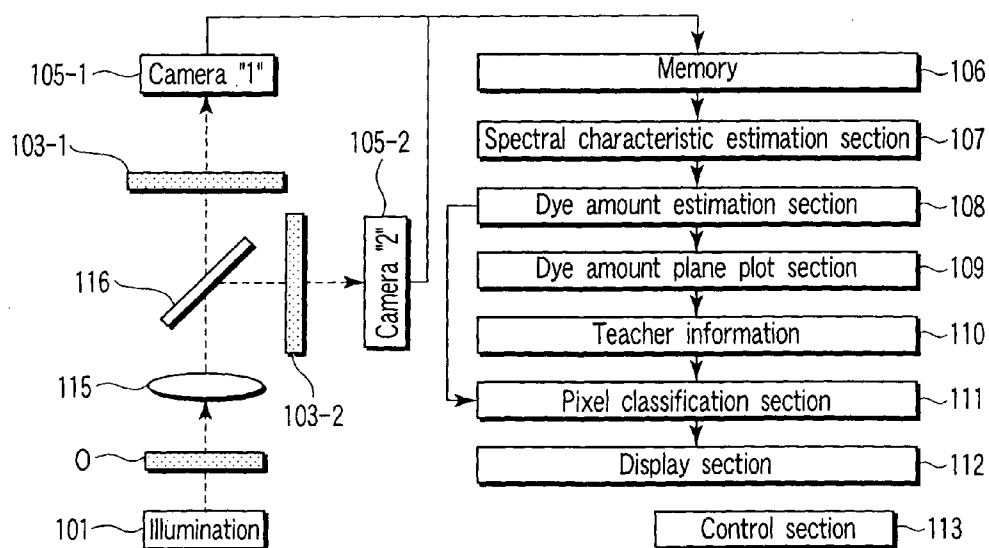 105-1
Camera "1"
103-1
105-2
Camera "2"
116
115
103-2
O
101
Illumination
Memory
106
Spectral characteristic estimation section
107
Dye amount estimation section
108
Dye amount plane plot section
109
Teacher information
110
Pixel classification section
111
Display section
112
Control section
113